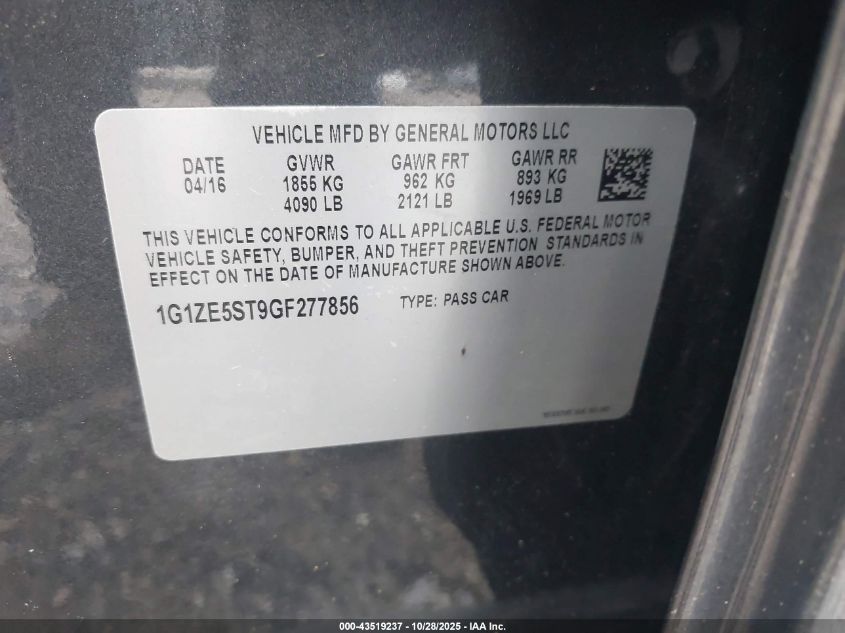 VEHICLE MFD BY GENERAL MOTORS LLC
DATE GVWR GAWR FRT GAWR RR
04/16 1855 KG 962 KG 893 KG
4090 LB 2121 LB 1969 LB
THIS VEHICLE CONFORMS TO ALL APPLICABLE U.S. FEDERAL MOTOR
VEHICLE SAFETY, BUMPER, AND THEFT PREVENTION STANDARDS IN
EFFECT ON THE DATE OF MANUFACTURE SHOWN ABOVE.
1G1ZE5ST9GF277856 TYPE: PASS CAR
000-43519237 - 10/28/2025 - IAA Inc.